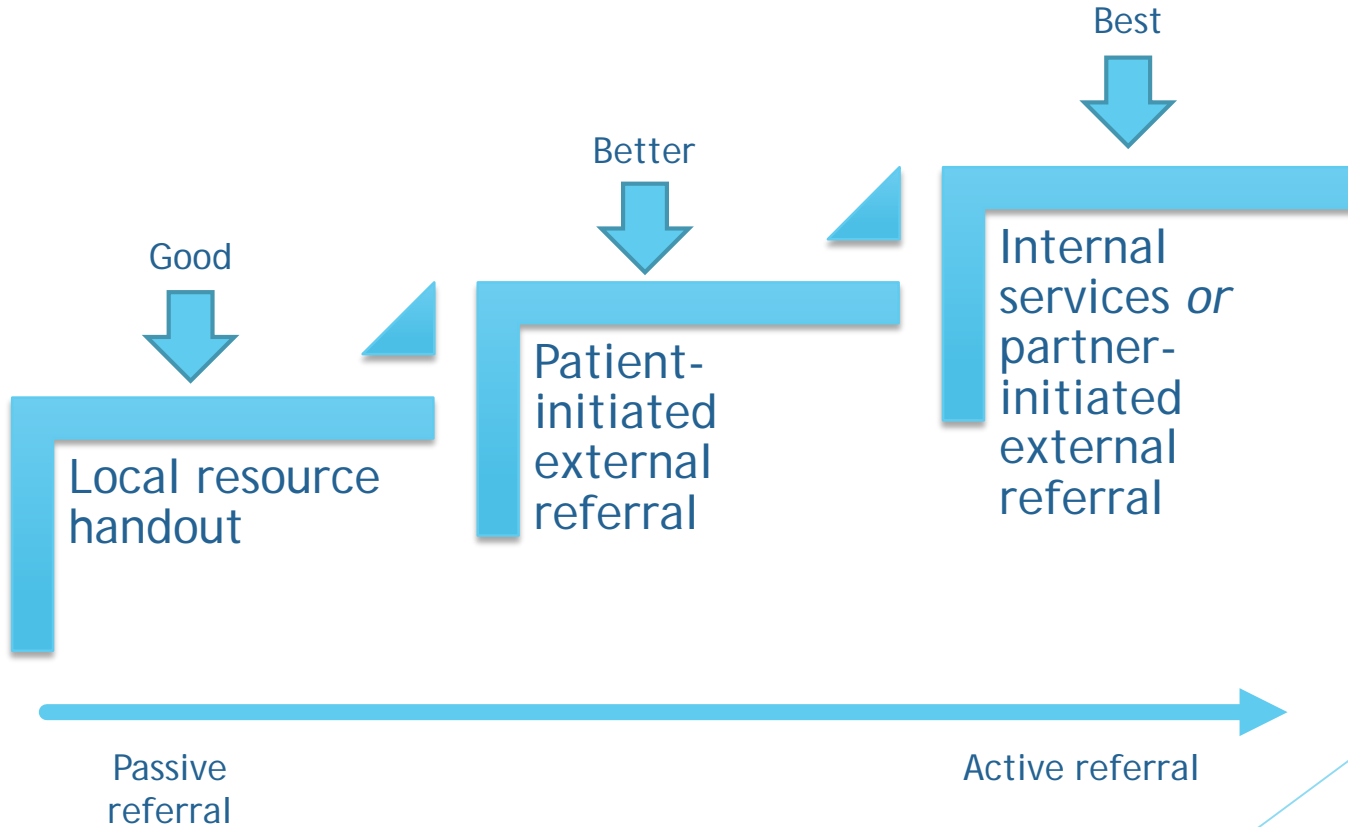 Good
Local resource
handout
Better
Patient-
initiated
external
referral
Best
Internal
services or
partner-
initiated
external
referral
Passive
referral
Active referral